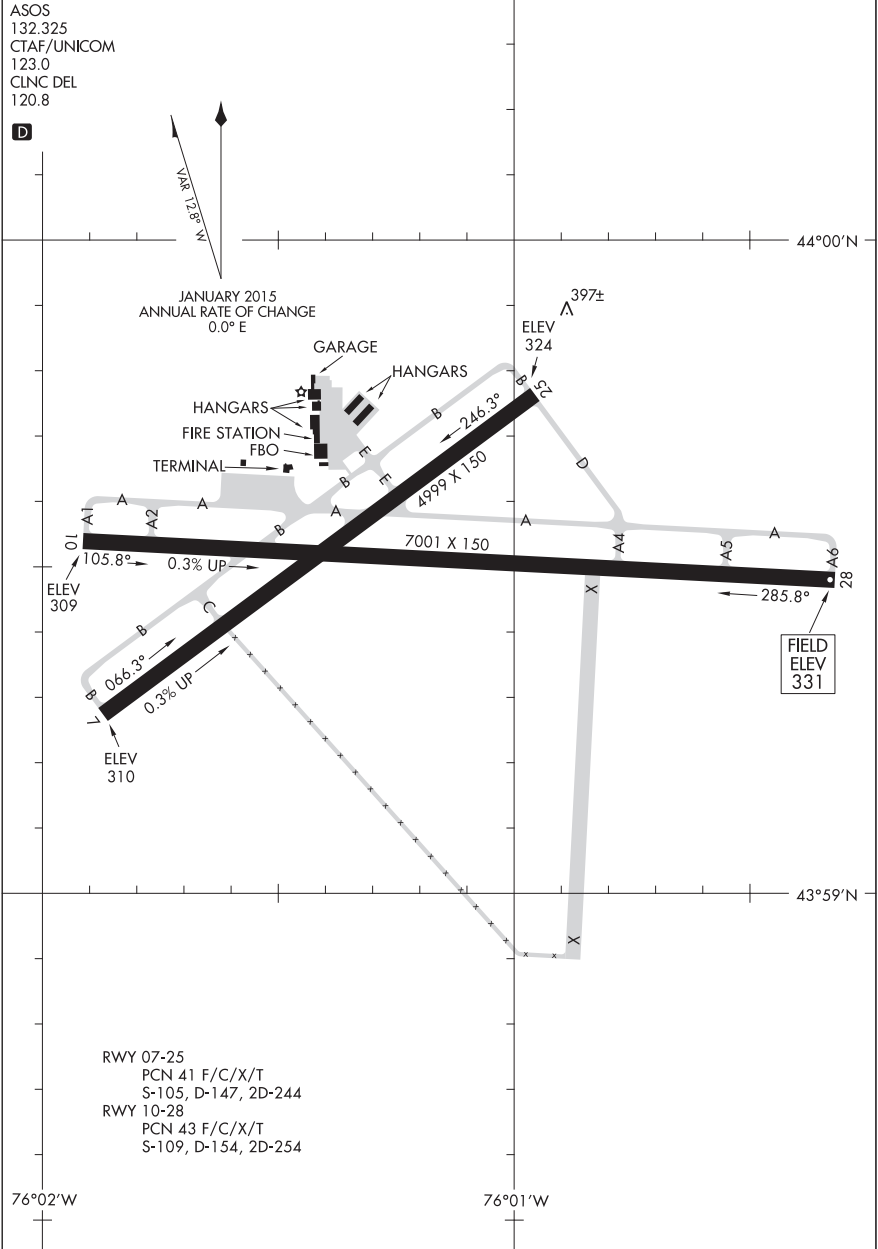 ASOS
132.325
CTAF/UNICOM
123.0
CLNC DEL
120.8
D
VAR 12.8° W
44°00'N
JANUARY 2015
ANNUAL RATE OF CHANGE
0.0° E
397±
ELEV
324
GARAGE
HANGARS
HANGARS
FIRE STATION
FBO
TERMINAL
B
25
B
246.3°
E
E
4999 X 150
D
B
A
A
A1
A2
B
A
A
A4
A5
A
A6
10
105.8°
0.3% UP
7001 X 150
28
285.8°
ELEV
309
C
X
B
066.3°
0.3% UP
B
7
FIELD
ELEV
331
ELEV
310
43°59'N
X
RWY 07-25
PCN 41 F/C/X/T
S-105, D-147, 2D-244
RWY 10-28
PCN 43 F/C/X/T
S-109, D-154, 2D-254
76°02'W
76°01'W